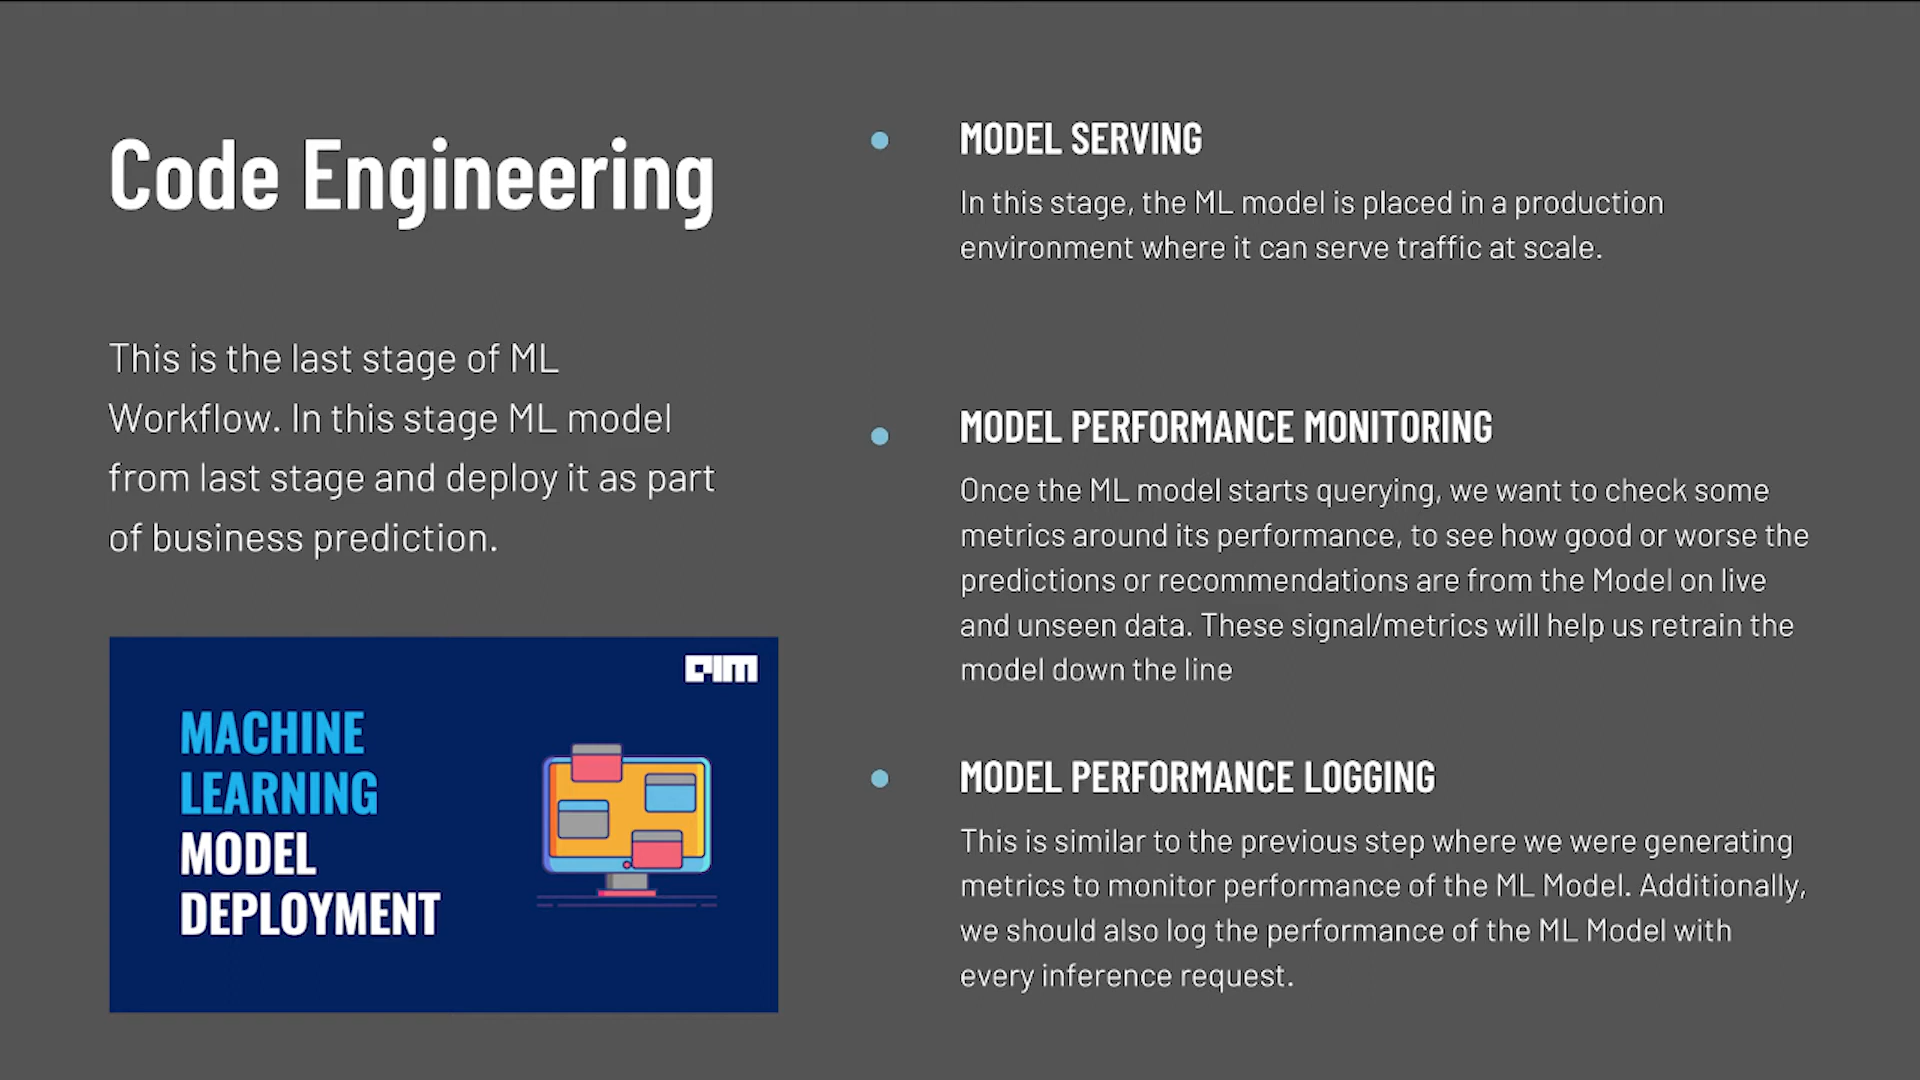 Code Engineering
This is the last stage of ML
Workflow. In this stage ML model
from last stage and deploy it as part
of business prediction.
AIM
MACHINE
LEARNING
MODEL
DEPLOYMENT
MODEL SERVING
In this stage, the ML model is placed in a production
environment where it can serve traffic at scale.
MODEL PERFORMANCE MONITORING
Once the ML model starts querying, we want to check some
metrics around its performance, to see how good or worse the
predictions or recommendations are from the Model on live
and unseen data. These signal/metrics will help us retrain the
model down the line
MODEL PERFORMANCE LOGGING
This is similar to the previous step where we were generating
metrics to monitor performance of the ML Model. Additionally,
we should also log the performance of the ML Model with
every inference request.